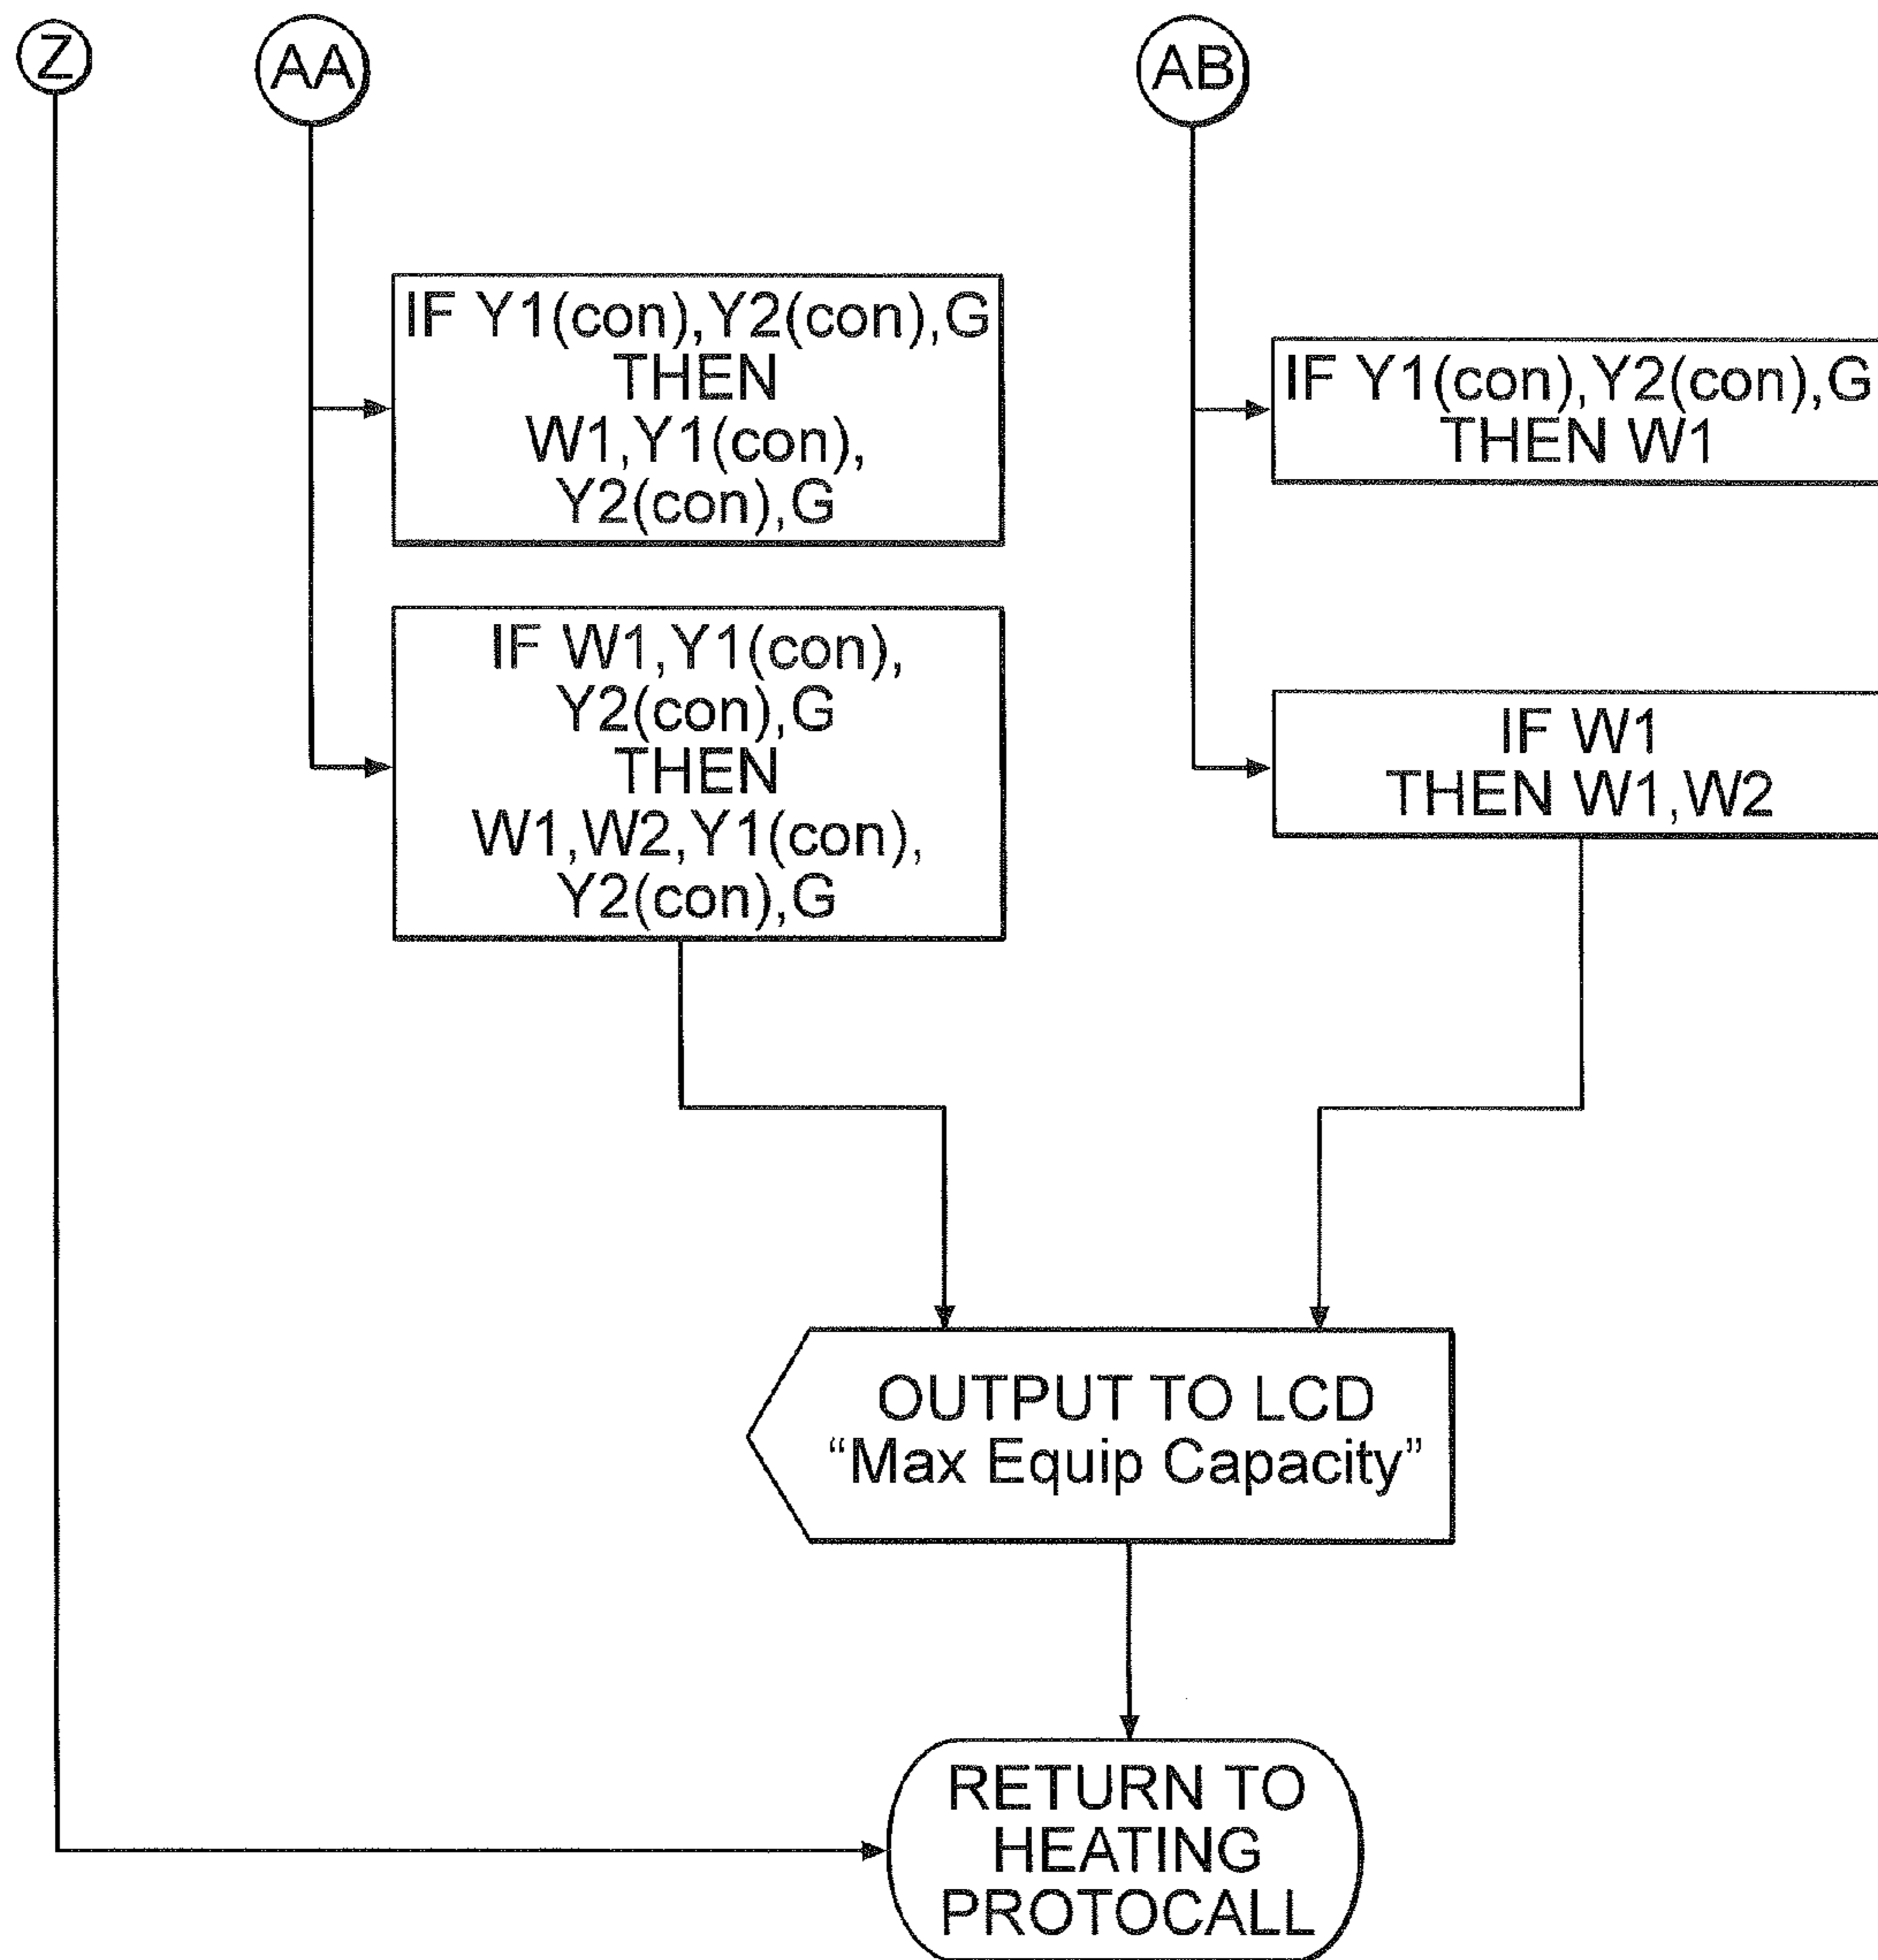 Z
AA
AB
IF Y1(con),Y2(con),G
THEN
W1,Y1(con),
Y2(con),G
IF Y1(con),Y2(con),G
THEN W1
IF W1,Y1(con),
Y2(con),G
THEN
W1,W2,Y1(con),
Y2(con),G
IF W1
THEN W1,W2
OUTPUT TO LCD
“Max Equip Capacity”
RETURN TO
HEATING
PROTOCALL